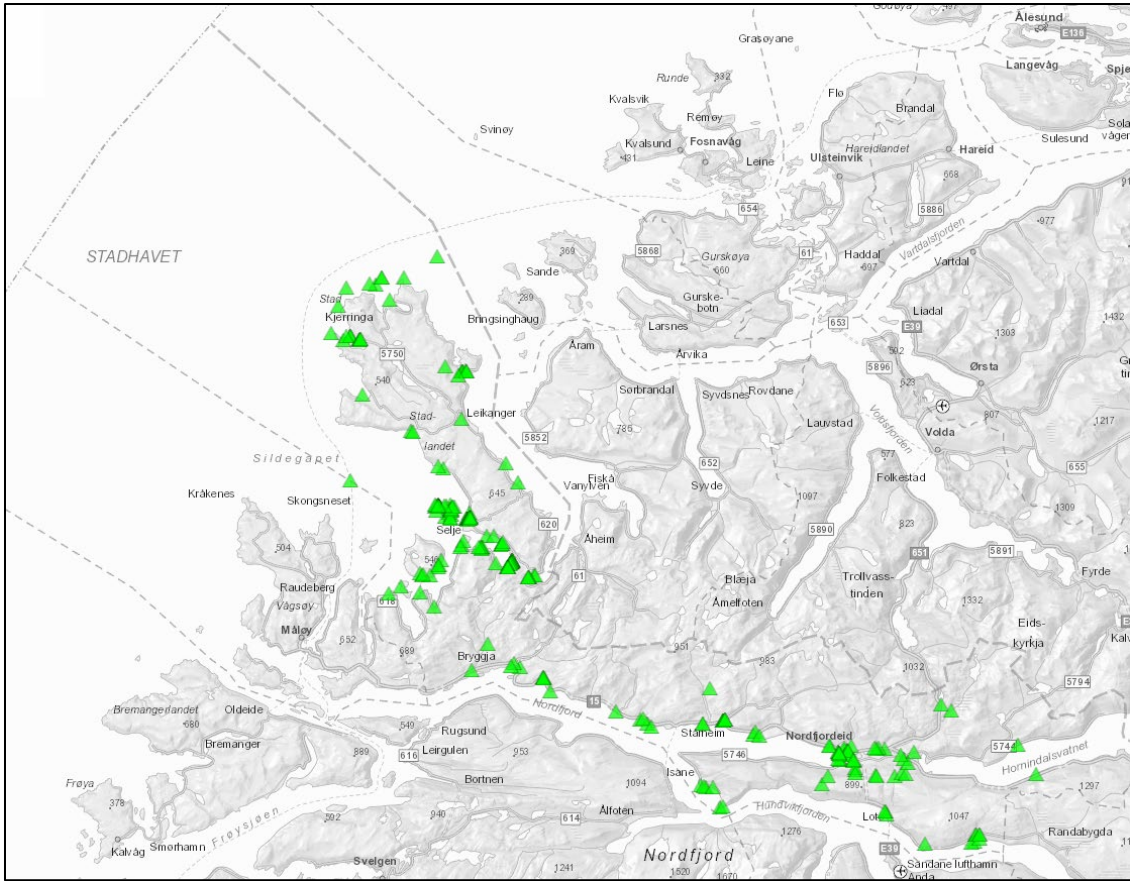 Godøya
497
Ålesund
E136
Grasøyane
Langevåg
Spje
Runde
332
Kvalsvik
Flø
Brandal
Remøy
Sola
vågen
Svinøy
Kvalsund
Fosnavåg
Hareidlandet
Hareid
Sulesund
431
Leine
Ulsteinvik
668
654
5886
977
STADHAVET
5868
Gurskøya
660
61
Haddal
697
Vartdalsfjorden
Vartdal
369
Sande
Stad
Kjerringa
289
Bringsinghaug
Gurske-
botn
Larsnes
653
Liadal
E39
1303
1432
5750
Åram
Årvika
502
5896
Ørsta
540
Sørbrandal
Syvdsnes
Rovdane
523
Leikanger
Stad-
landet
5852
786
Lauvstad
Voldsfjorden
807
1217
Volda
Sildegapet
577
652
655
Kråkenes
Skongsneset
645
Vanylven
Fiskå
Syvde
Folkestad
1097
1309
620
Selje
Åheim
5890
823
504
651
5891
Raudeberg
61
Blæja
Fyrde
618
Vågsøy
Åmelfoten
Trollvass-
tinden
1332
Måløy
652
Eids-
kyrkja
689
Bryggja
951
983
1032
5794
15
Bremangerlandet
Oldeide
680
Nordfjord
549
Rugsund
Stårheim
Nordfjordeid
5744
Bremanger
889
616
Leirgulen
953
5746
Hornindalsvatnet
Frøya
Bortnen
Isane
1094
899
1297
378
Ålfoten
614
Hundvikfjorden
Lote
1047
Frøysjøen
502
940
Randabygda
Smørhamn
Kalvåg
1276
E39
Svelgen
Nordfjord
Sandane lufthamn
Anda
1241
1520
1670